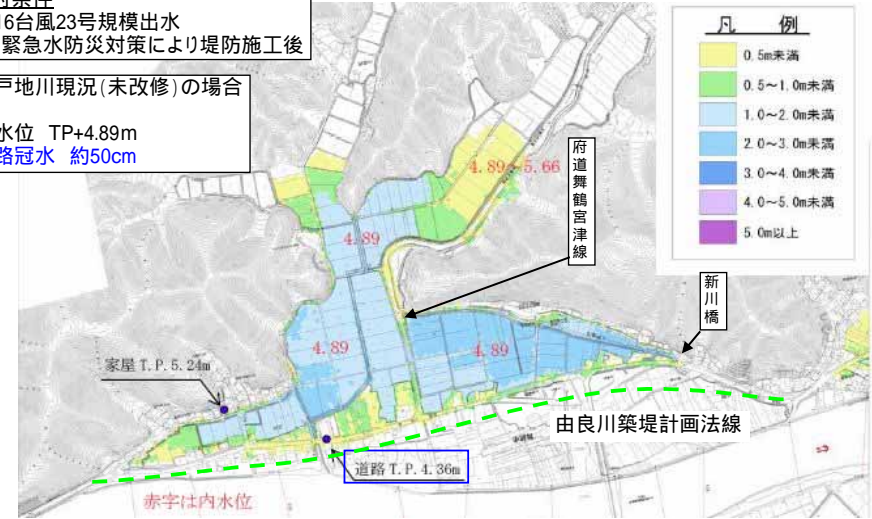 16台風23号規模出水
緊急水防災対策により堤防施工後
戸地川現況(未改修)の場合
水位 TP+4.89m
路冠水 約50cm
凡 例
0.5m未満
0.5~1.0m未満
1.0~2.0m未満
2.0~3.0m未満
3.0~4.0m未満
4.0~5.0m未満
5.0m以上
4.89~5.66
府道舞鶴宮津線
4.89
新川橋
4.89
4.89
家屋 T.P.5.24m
由良川築堤計画法線
道路 T.P.4.36m
赤字は内水位